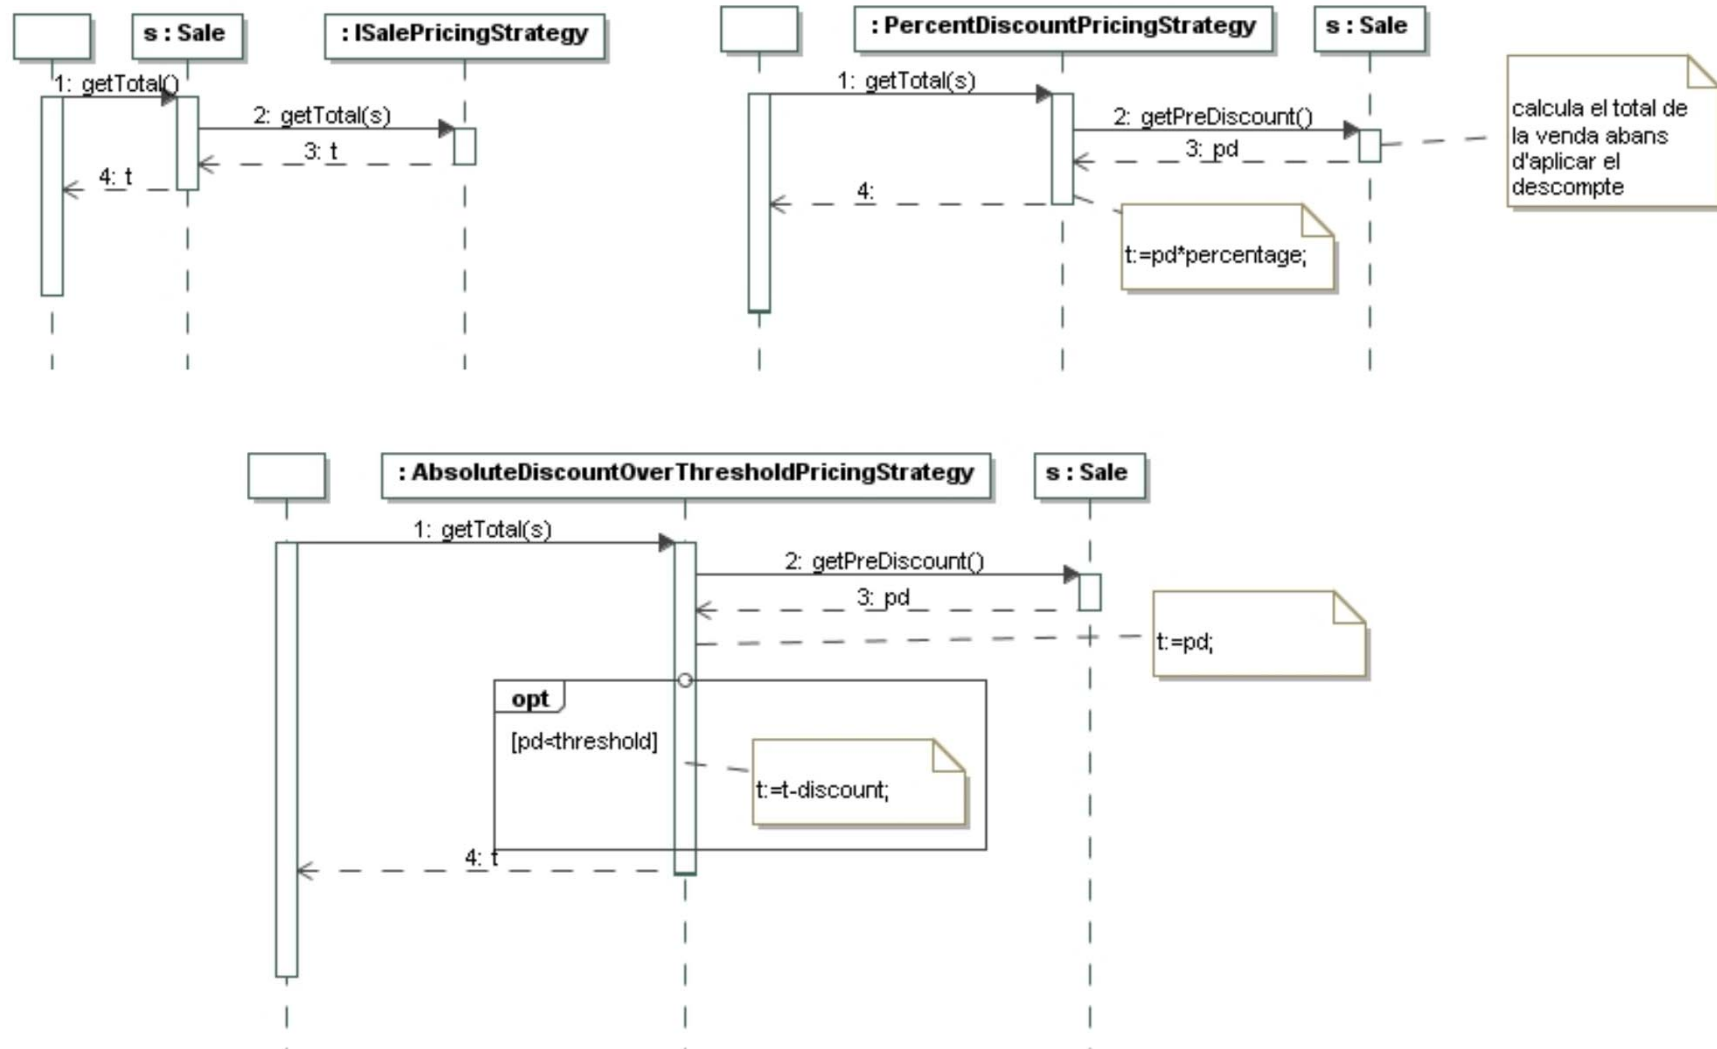 s : Sale
: ISalePricingStrategy
1: getTotal()
2: getTotal(s)
3: t
4: t
: PercentDiscountPricingStrategy
s : Sale
1: getTotal(s)
2: getPreDiscount()
3: pd
4:
calcula el total de
la venda abans
d'aplicar el
descompte
t:=pd*percentage;
: AbsoluteDiscountOverThresholdPricingStrategy
s : Sale
1: getTotal(s)
2: getPreDiscount()
3: pd
t:=pd;
opt
[pd<threshold]
t:=t-discount;
4: t